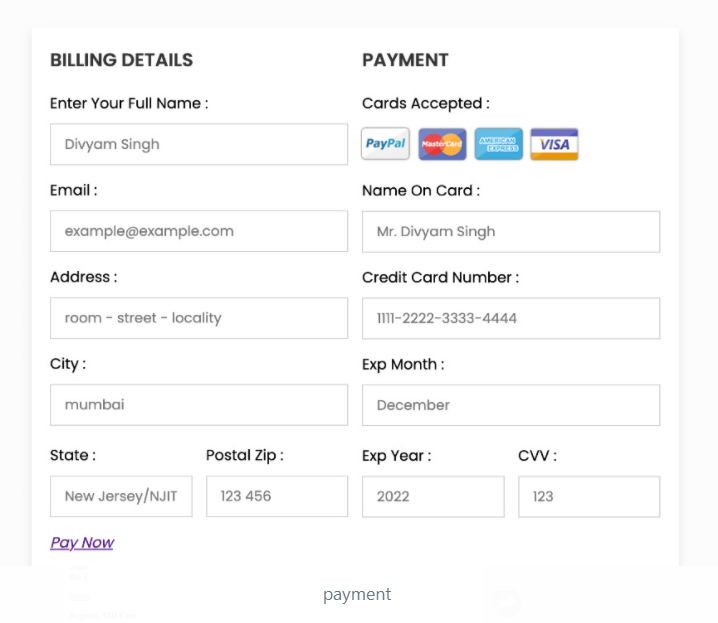 BILLING DETAILS
Enter Your Full Name :
Divyam Singh
Email :
example@example.com
Address :
room - street - locality
City :
mumbai
State :
Postal Zip :
New Jersey/NJIT
123 456
Pay Now
PAYMENT
Cards Accepted :
PayPal
MasterCard
AMERICAN
EXPRESS
VISA
Name On Card :
Mr. Divyam Singh
Credit Card Number :
1111-2222-3333-4444
Exp Month :
December
Exp Year :
CVV :
2022
123
payment